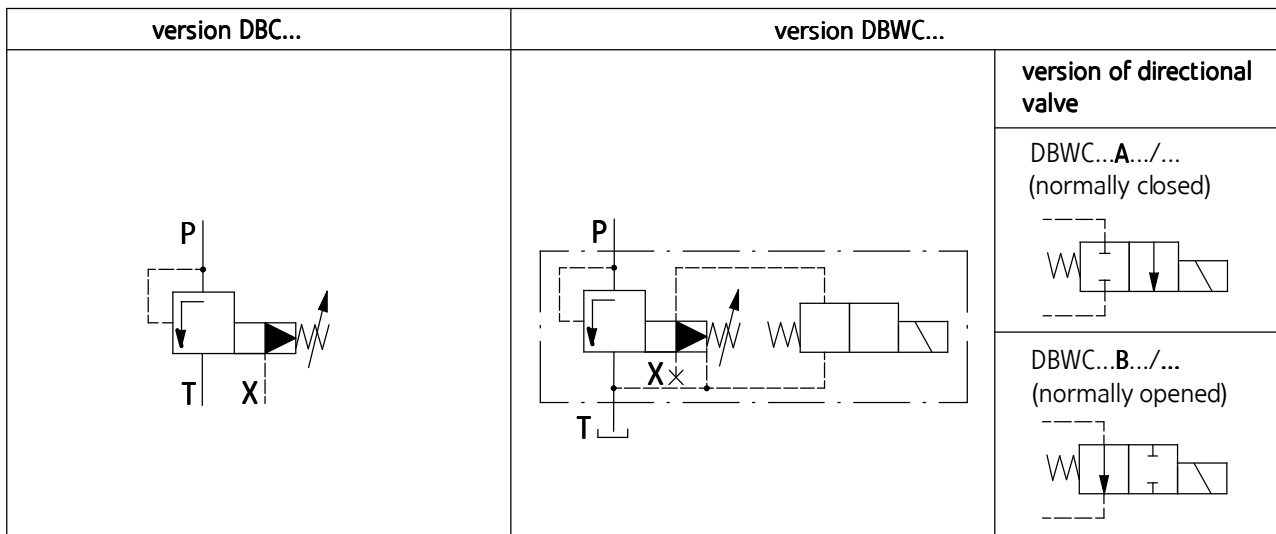 version DBC...
version DBWC...
version of directional
valve
DBWC...A.../...
(normally closed)
P
T
X
P
X
T
DBWC...B.../...
(normally opened)